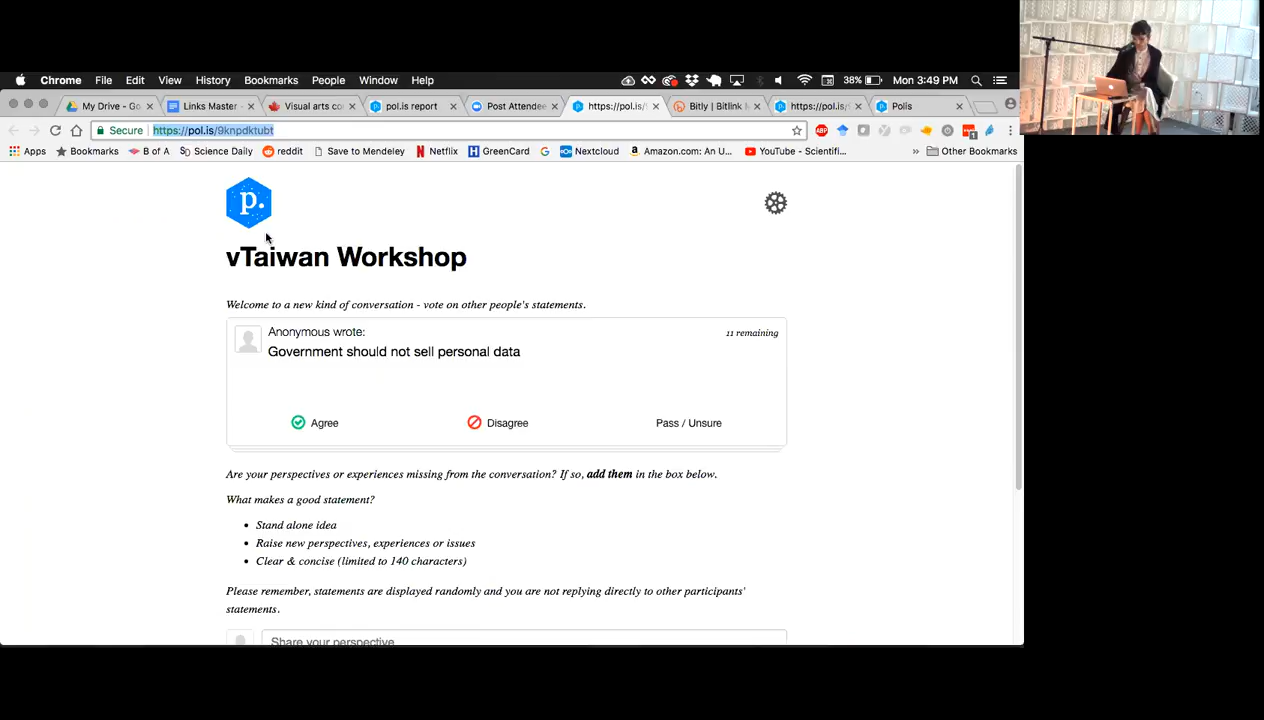 Chrome File Edit View History Bookmarks People Window Help 38% Mon 3:49 PM
My Drive - Go Links Master - Visual arts co pol.is report Post Attendee https://pol.is/ Bitly | Bitlink M https://pol.is/ Polis
Secure https://pol.is/9knpdktubt ABP 1
Apps Bookmarks B of A Science Daily reddit Save to Mendeley Netflix GreenCard Nextcloud Amazon.com: An U... YouTube - Scientifi... » Other Bookmarks
p.
vTaiwan Workshop
Welcome to a new kind of conversation - vote on other people's statements.
Anonymous wrote: 11 remaining
Government should not sell personal data
Agree Disagree Pass / Unsure
Are your perspectives or experiences missing from the conversation? If so, add them in the box below.
What makes a good statement?
• Stand alone idea
• Raise new perspectives, experiences or issues
• Clear & concise (limited to 140 characters)
Please remember, statements are displayed randomly and you are not replying directly to other participants'
statements.
Share your perspective